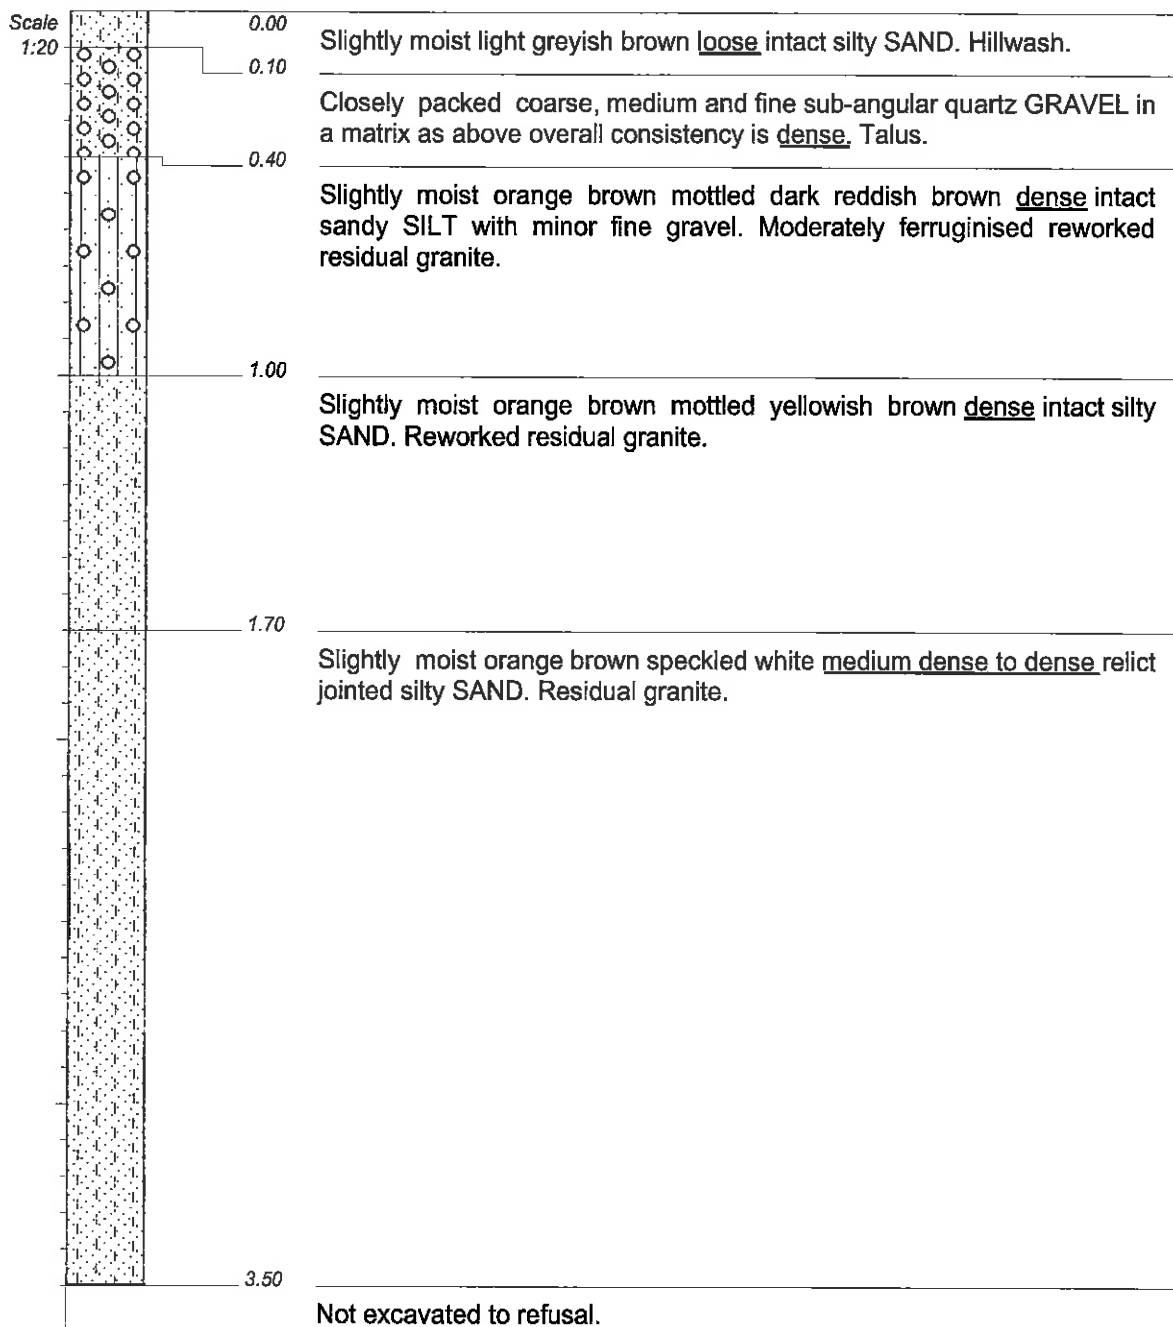 Scale
1:20
0.00
Slightly moist light greyish brown loose intact silty SAND. Hillwash.
0.10
Closely packed coarse, medium and fine sub-angular quartz GRAVEL in
a matrix as above overall consistency is dense. Talus.
0.40
Slightly moist orange brown mottled dark reddish brown dense intact
sandy SILT with minor fine gravel. Moderately ferruginised reworked
residual granite.
1.00
Slightly moist orange brown mottled yellowish brown dense intact silty
SAND. Reworked residual granite.
1.70
Slightly moist orange brown speckled white medium dense to dense relict
jointed silty SAND. Residual granite.
3.50
Not excavated to refusal.